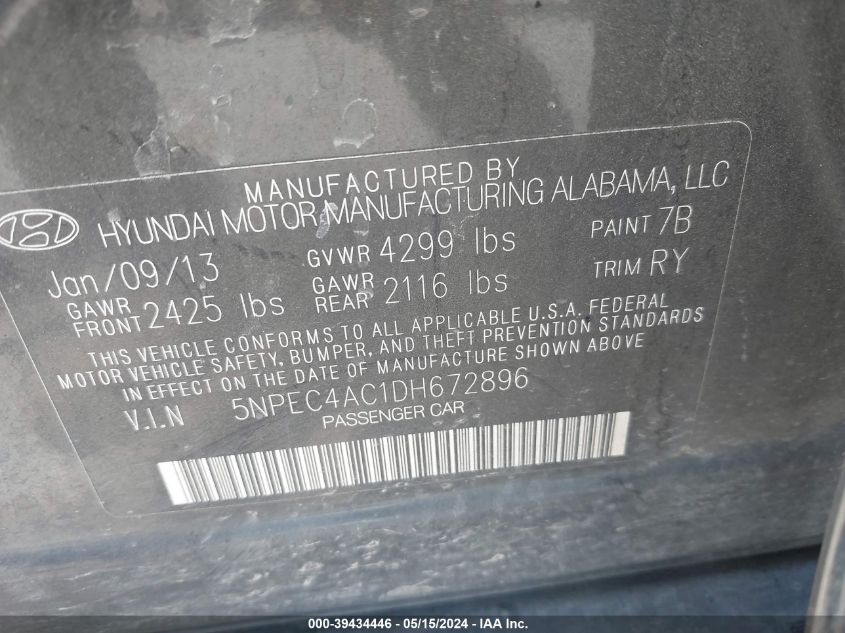 MANUFACTURED BY
HYUNDAI MOTOR MANUFACTURING ALABAMA, LLC
Jan/09/13 GVWR 4299 lbs PAINT 7B
GAWR FRONT 2425 lbs GAWR REAR 2116 lbs TRIM RY
THIS VEHICLE CONFORMS TO ALL APPLICABLE U.S.A. FEDERAL
MOTOR VEHICLE SAFETY, BUMPER, AND THEFT PREVENTION STANDARDS
IN EFFECT ON THE DATE OF MANUFACTURE SHOWN ABOVE
V.I.N 5NPEC4AC1DH672896
PASSENGER CAR
000-39434446 - 05/15/2024 - IAA Inc.